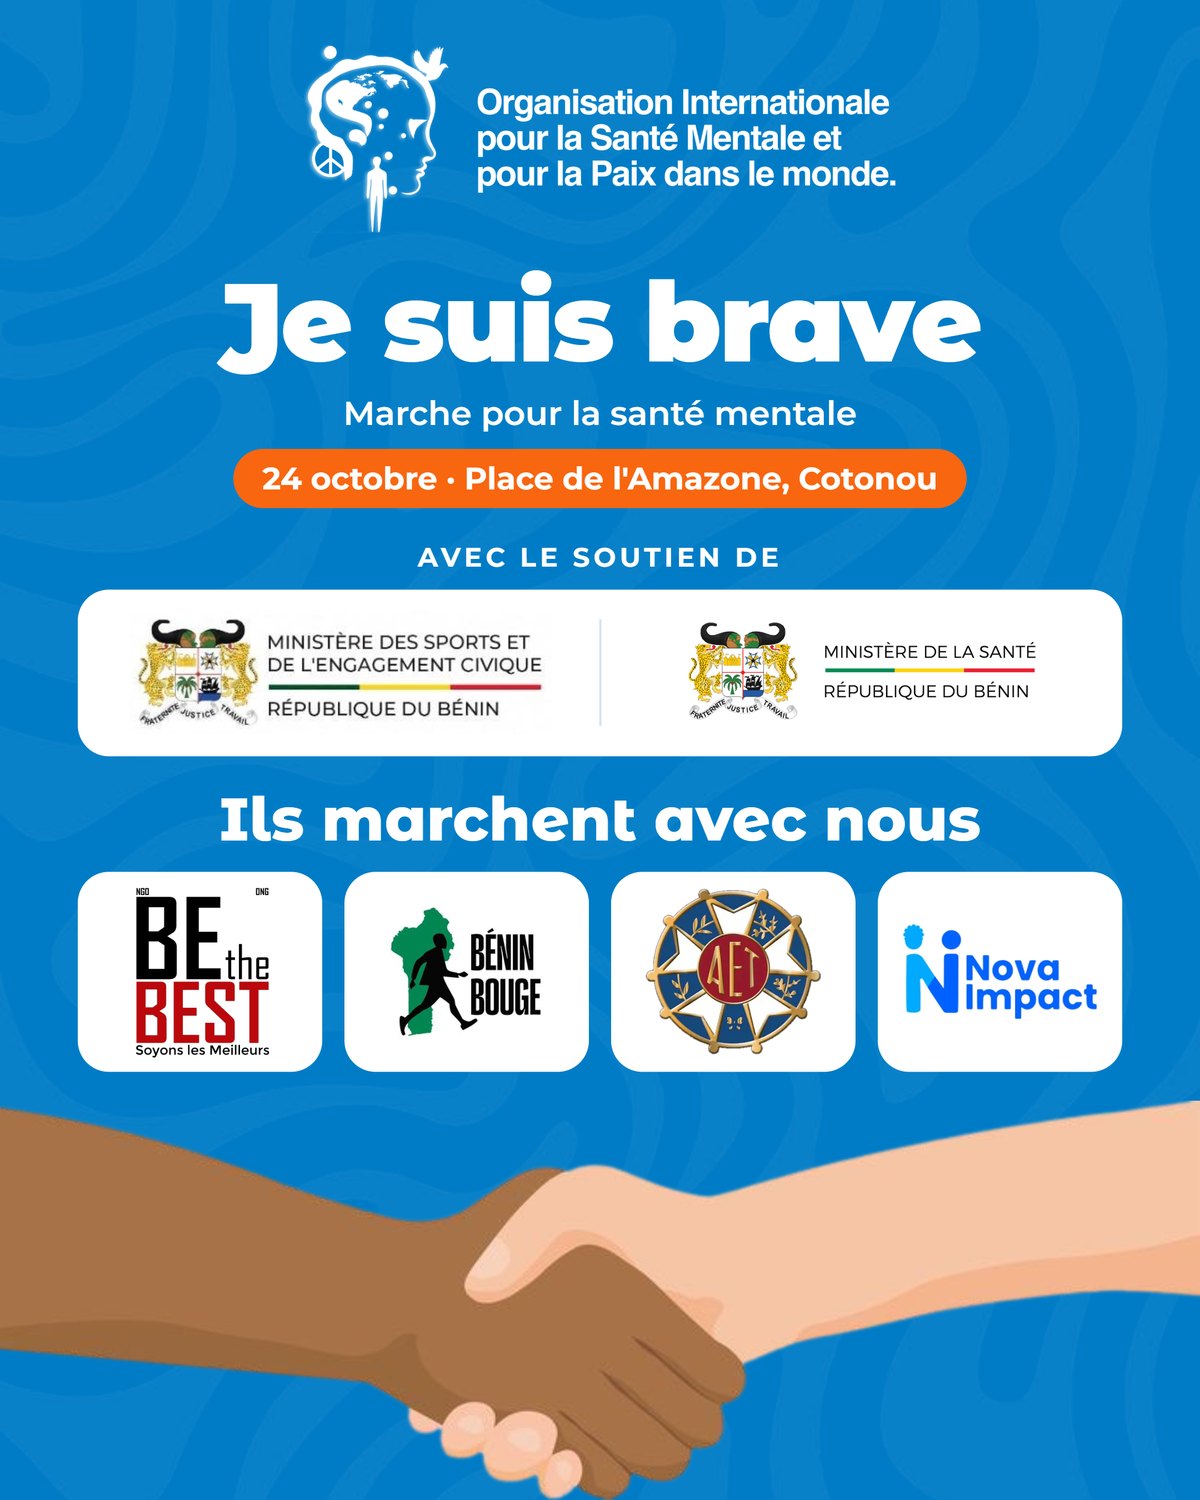 Organisation Internationale
pour la Santé Mentale et
pour la Paix dans le monde.
Je suis brave
Marche pour la santé mentale
24 octobre • Place de l'Amazone, Cotonou
AVEC LE SOUTIEN DE
MINISTÈRE DES SPORTS ET
DE L'ENGAGEMENT CIVIQUE
RÉPUBLIQUE DU BÉNIN
FRATERNITE JUSTICE TRAVAIL
MINISTÈRE DE LA SANTÉ
RÉPUBLIQUE DU BÉNIN
FRATERNITE JUSTICE TRAVAIL
Ils marchent avec nous
NGO ONG
BE the
BEST
Soyons les Meilleurs
BÉNIN
BOUGE
AET
Nova
Impact